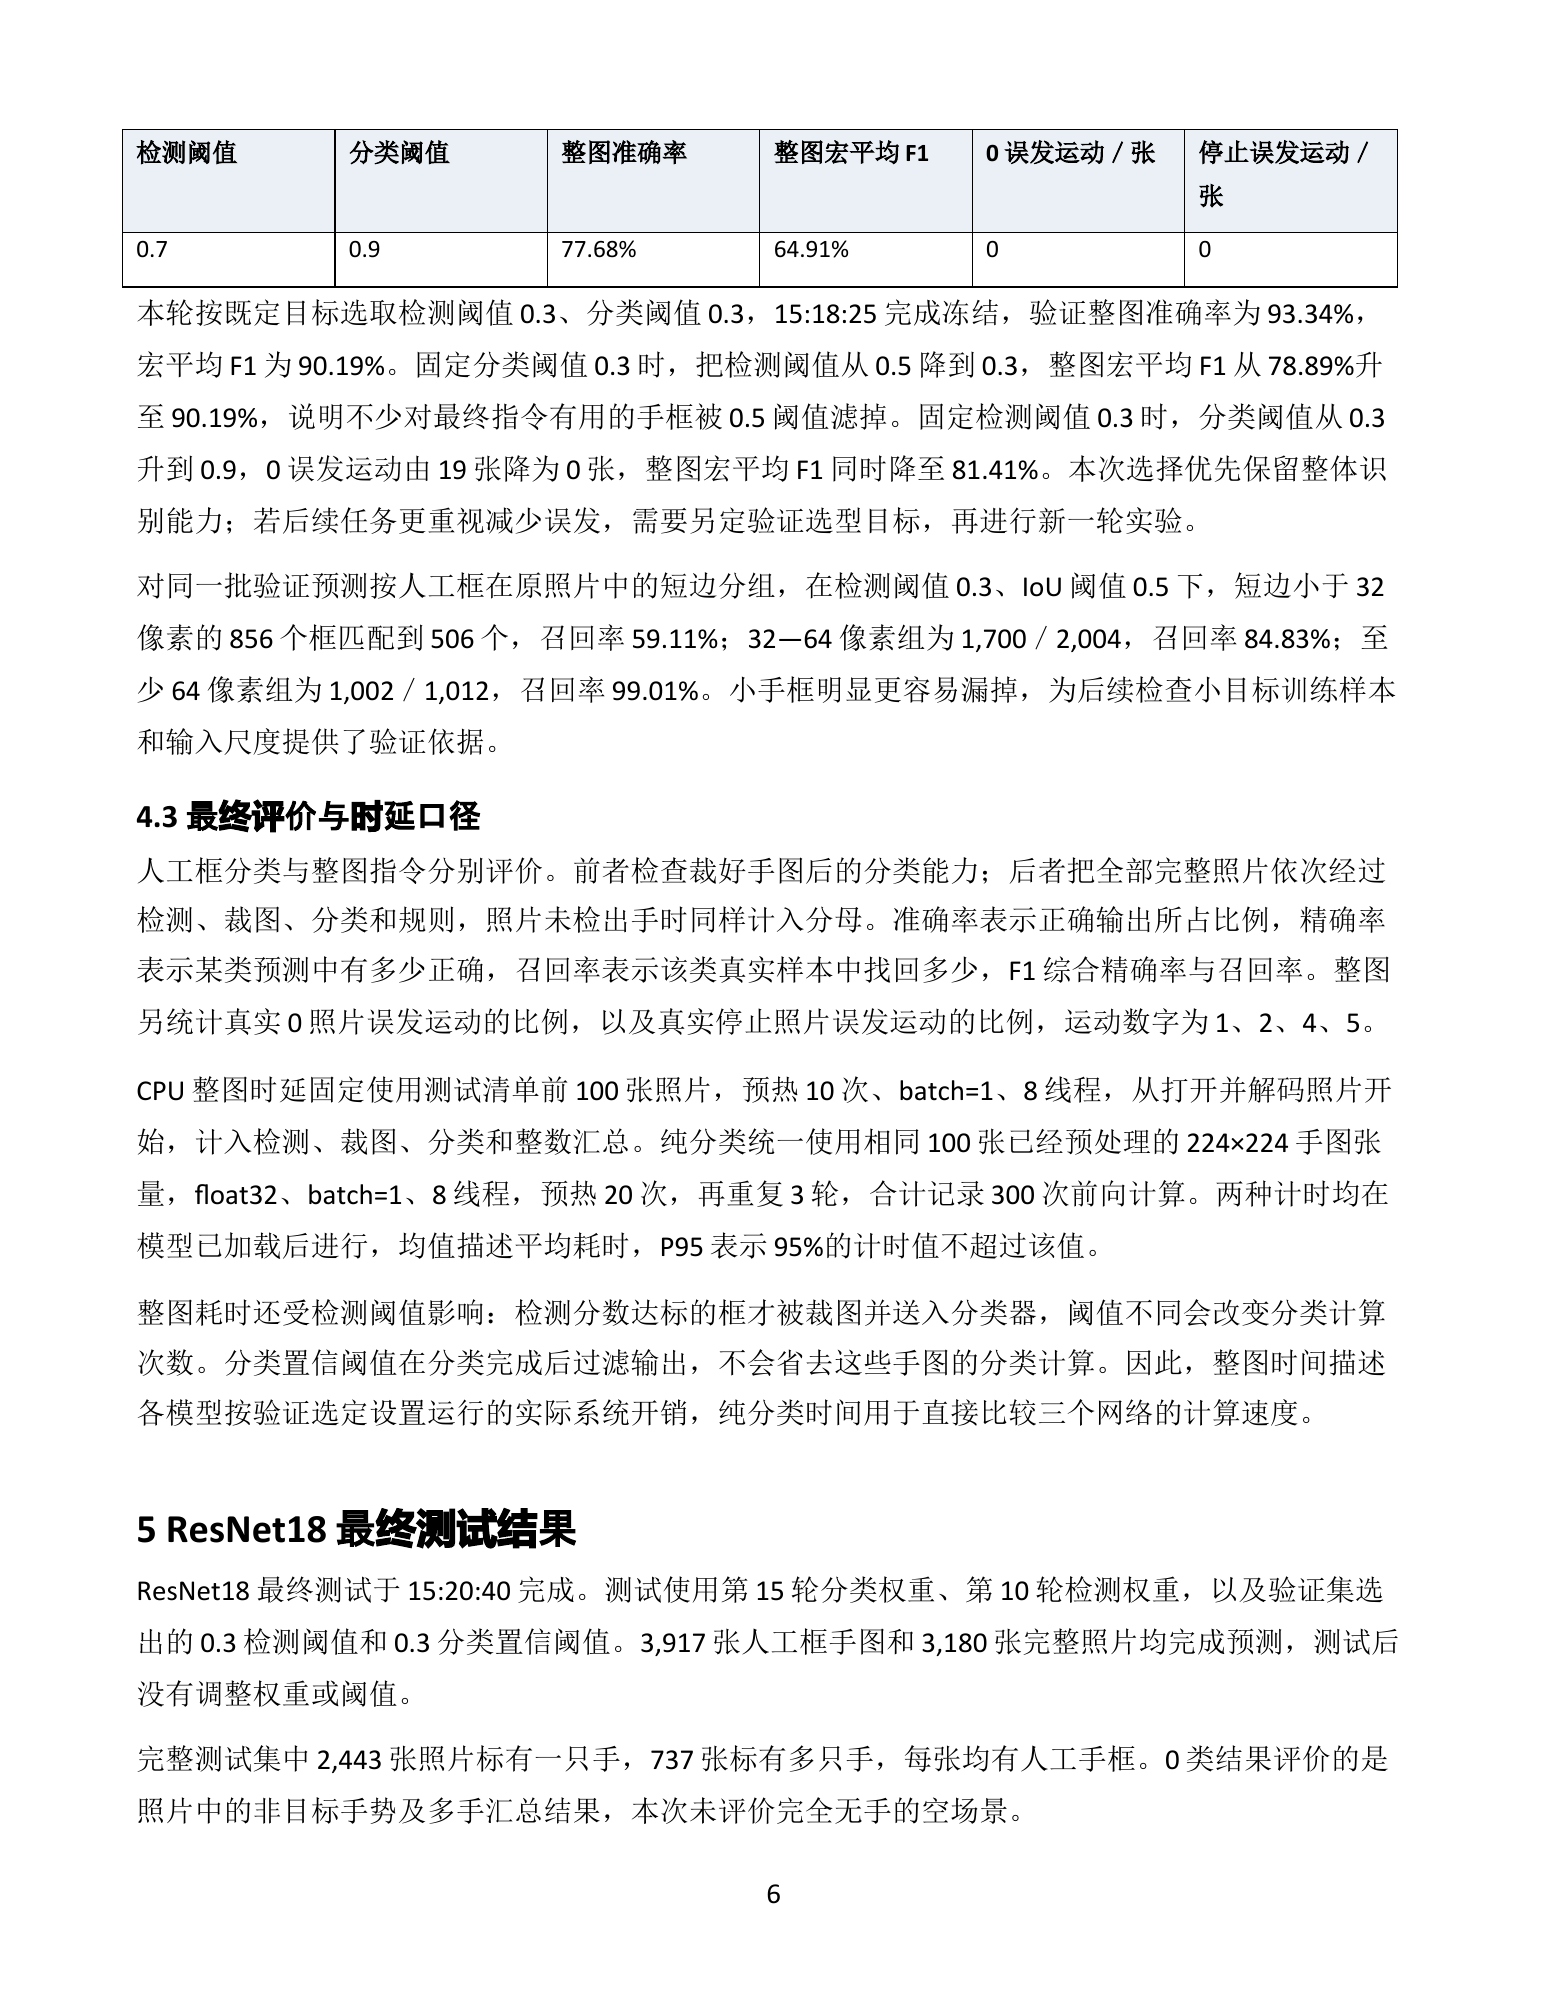 检测阈值 分类阈值 整图准确率 整图宏平均 F1 0 误发运动／张 停止误发运动／
张
0.7 0.9 77.68% 64.91% 0 0
本轮按既定目标选取检测阈值 0.3、分类阈值 0.3，15:18:25 完成冻结，验证整图准确率为 93.34%，
宏平均 F1 为 90.19%。固定分类阈值 0.3 时，把检测阈值从 0.5 降到 0.3，整图宏平均 F1 从 78.89%升
至 90.19%，说明不少对最终指令有用的手框被 0.5 阈值滤掉。固定检测阈值 0.3 时，分类阈值从 0.3
升到 0.9，0 误发运动由 19 张降为 0 张，整图宏平均 F1 同时降至 81.41%。本次选择优先保留整体识
别能力；若后续任务更重视减少误发，需要另定验证选型目标，再进行新一轮实验。
对同一批验证预测按人工框在原照片中的短边分组，在检测阈值 0.3、IoU 阈值 0.5 下，短边小于 32
像素的 856 个框匹配到 506 个，召回率 59.11%；32—64 像素组为 1,700／2,004，召回率 84.83%；至
少 64 像素组为 1,002／1,012，召回率 99.01%。小手框明显更容易漏掉，为后续检查小目标训练样本
和输入尺度提供了验证依据。
4.3 最终评价与时延口径
人工框分类与整图指令分别评价。前者检查裁好手图后的分类能力；后者把全部完整照片依次经过
检测、裁图、分类和规则，照片未检出手时同样计入分母。准确率表示正确输出所占比例，精确率
表示某类预测中有多少正确，召回率表示该类真实样本中找回多少，F1 综合精确率与召回率。整图
另统计真实 0 照片误发运动的比例，以及真实停止照片误发运动的比例，运动数字为 1、2、4、5。
CPU 整图时延固定使用测试清单前 100 张照片，预热 10 次、batch=1、8 线程，从打开并解码照片开
始，计入检测、裁图、分类和整数汇总。纯分类统一使用相同 100 张已经预处理的 224×224 手图张
量，float32、batch=1、8 线程，预热 20 次，再重复 3 轮，合计记录 300 次前向计算。两种计时均在
模型已加载后进行，均值描述平均耗时，P95 表示 95%的计时值不超过该值。
整图耗时还受检测阈值影响：检测分数达标的框才被裁图并送入分类器，阈值不同会改变分类计算
次数。分类置信阈值在分类完成后过滤输出，不会省去这些手图的分类计算。因此，整图时间描述
各模型按验证选定设置运行的实际系统开销，纯分类时间用于直接比较三个网络的计算速度。
5 ResNet18 最终测试结果
ResNet18 最终测试于 15:20:40 完成。测试使用第 15 轮分类权重、第 10 轮检测权重，以及验证集选
出的 0.3 检测阈值和 0.3 分类置信阈值。3,917 张人工框手图和 3,180 张完整照片均完成预测，测试后
没有调整权重或阈值。
完整测试集中 2,443 张照片标有一只手，737 张标有多只手，每张均有人工手框。0 类结果评价的是
照片中的非目标手势及多手汇总结果，本次未评价完全无手的空场景。
6